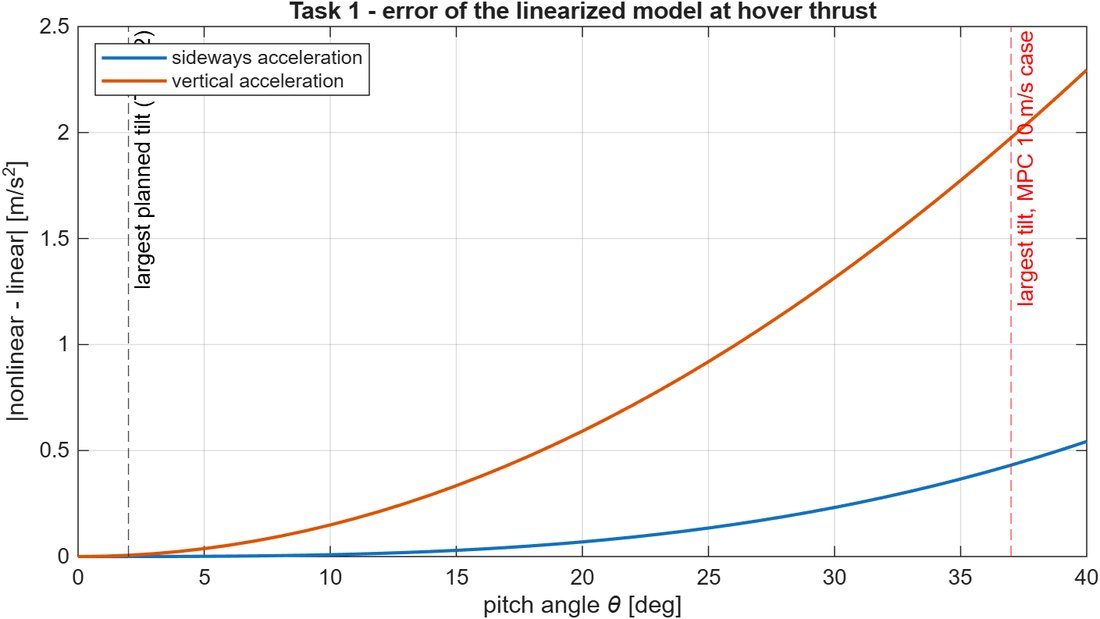 Task 1 - error of the linearized model at hover thrust
|nonlinear - linear| [m/s²]
2.5
2
1.5
1
0.5
0
sideways acceleration
vertical acceleration
largest planned tilt (
2)
largest tilt, MPC 10 m/s case
0
5
10
15
20
25
30
35
40
pitch angle θ [deg]